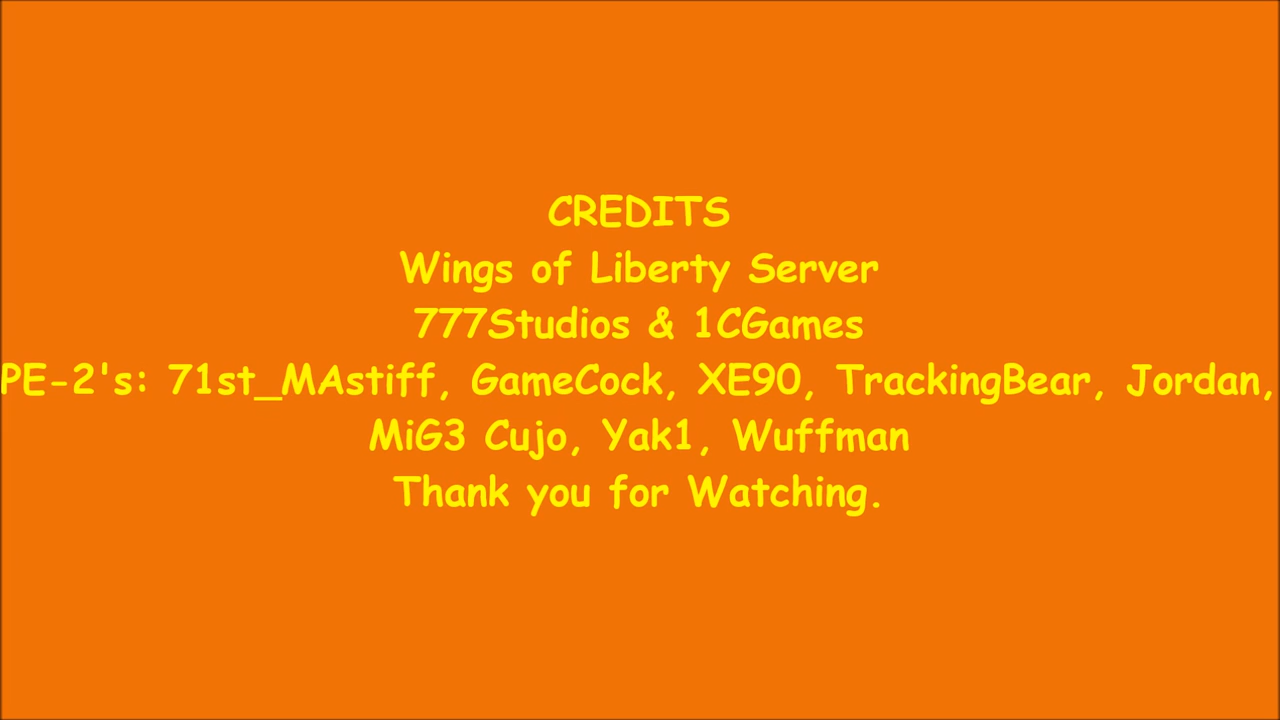 CREDITS
Wings of Liberty Server
777Studios & 1CGames
PE-2's: 71st_MAstiff, GameCock, XE90, TrackingBear, Jordan,
MiG3 Cujo, Yak1, Wuffman
Thank you for Watching.